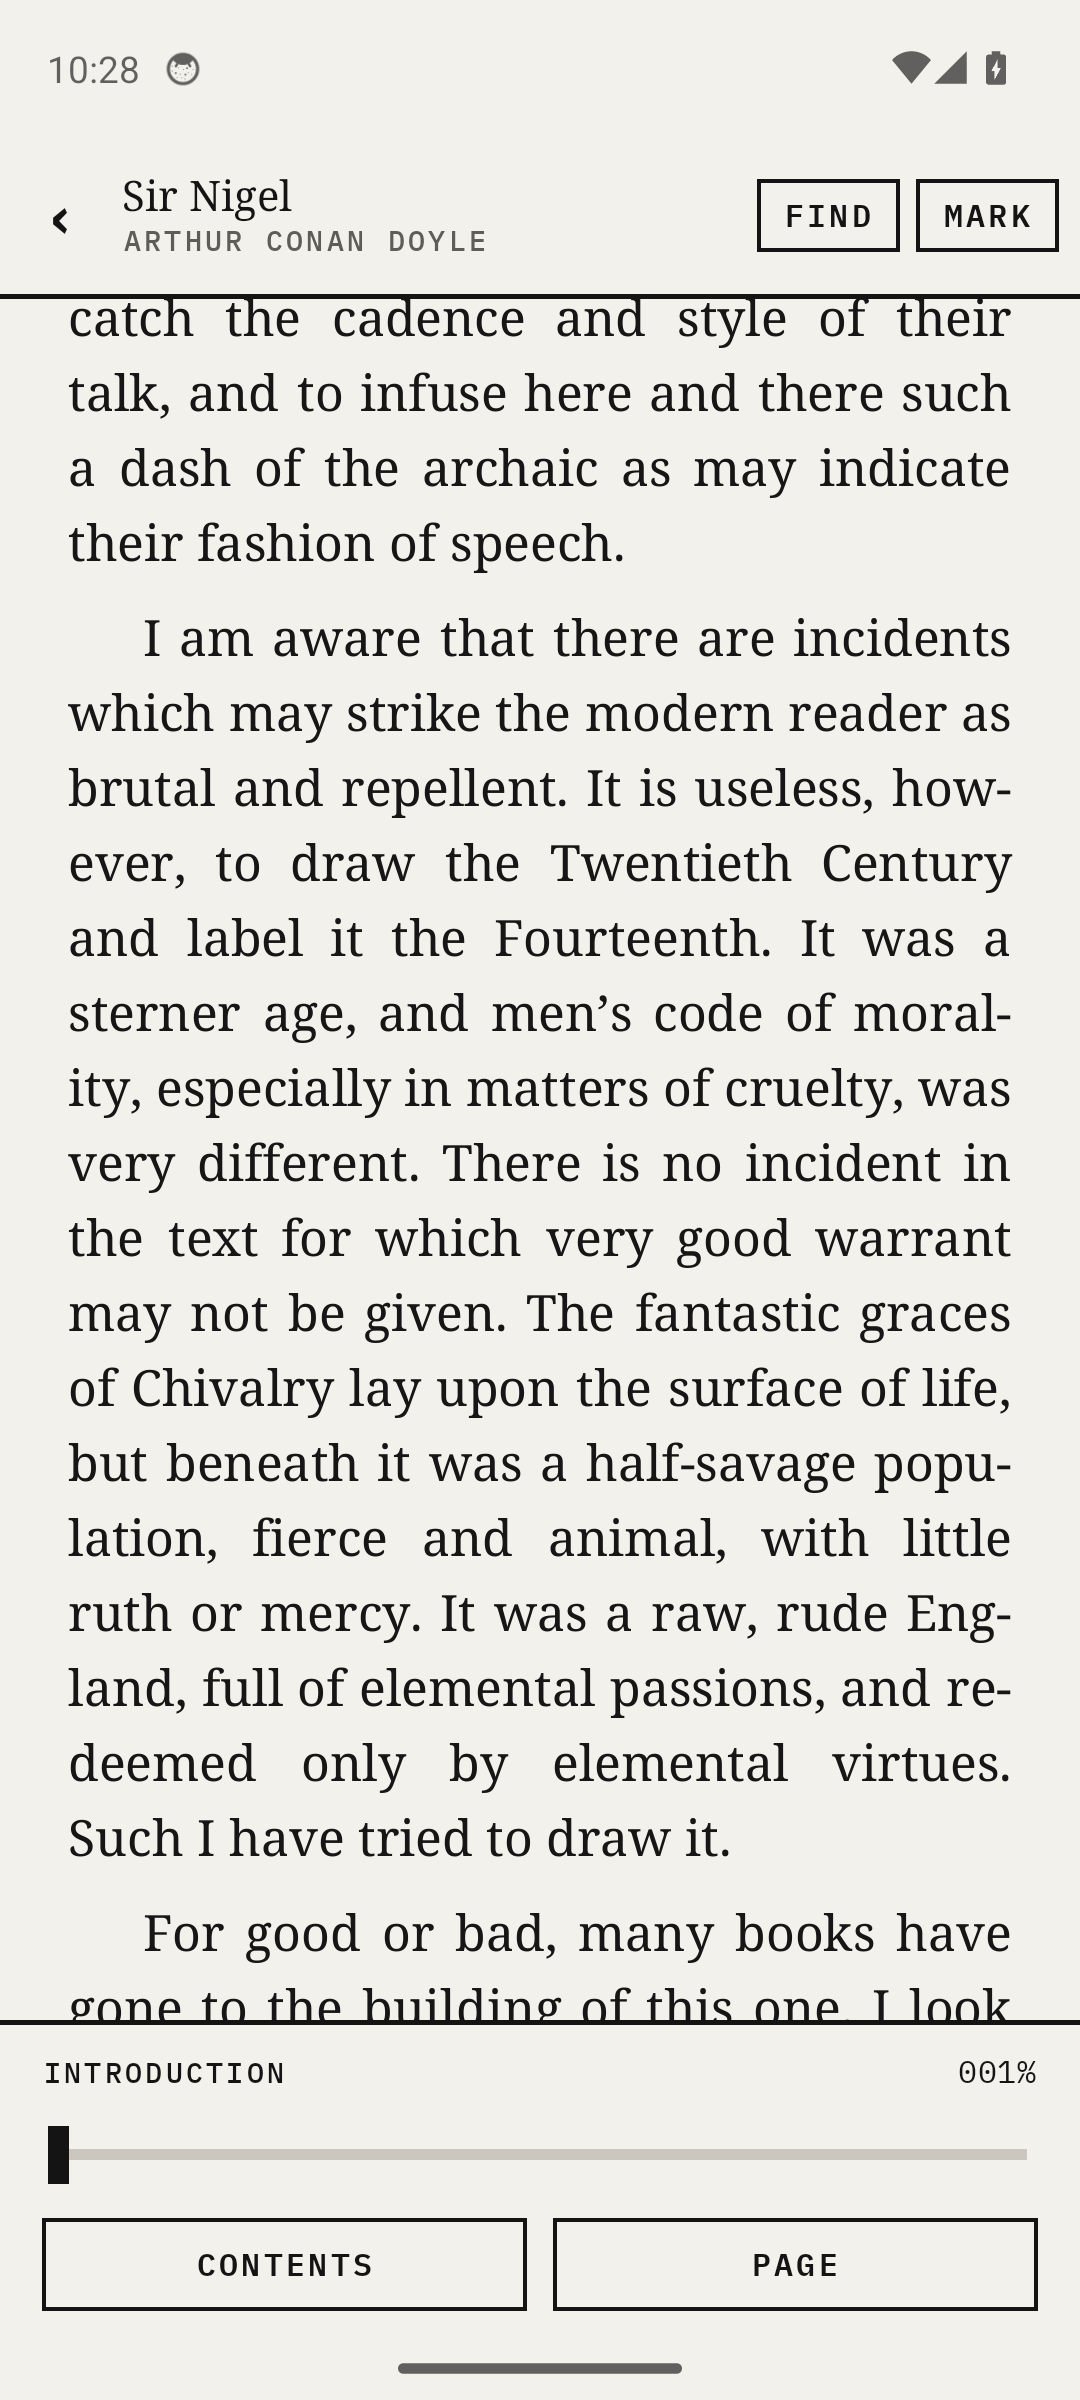 10:28
‹
Sir Nigel
ARTHUR CONAN DOYLE
FIND
MARK
catch the cadence and style of their
talk, and to infuse here and there such
a dash of the archaic as may indicate
their fashion of speech.
I am aware that there are incidents
which may strike the modern reader as
brutal and repellent. It is useless, how-
ever, to draw the Twentieth Century
and label it the Fourteenth. It was a
sterner age, and men’s code of moral-
ity, especially in matters of cruelty, was
very different. There is no incident in
the text for which very good warrant
may not be given. The fantastic graces
of Chivalry lay upon the surface of life,
but beneath it was a half-savage popu-
lation, fierce and animal, with little
ruth or mercy. It was a raw, rude Eng-
land, full of elemental passions, and re-
deemed only by elemental virtues.
Such I have tried to draw it.
For good or bad, many books have
gone to the building of this one. I look
INTRODUCTION
001%
CONTENTS
PAGE